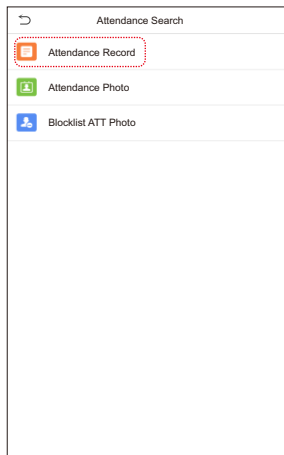 Attendance Search
Attendance Record
Attendance Photo
Blocklist ATT Photo